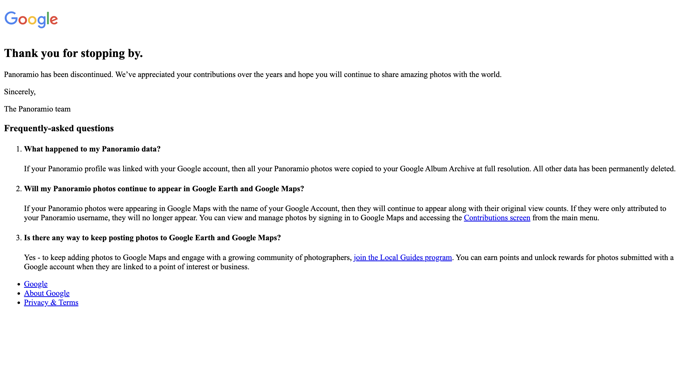 Google
Thank you for stopping by.
Panoramio has been discontinued. We've appreciated your contributions over the years and hope you will continue to share amazing photos with the world.
Sincerely,
The Panoramio team
Frequently-asked questions
1. What happened to my Panoramio data?
If your Panoramio profile was linked with your Google account, then all your Panoramio photos were copied to your Google Album Archive at full resolution. All other data has been permanently deleted.
2. Will my Panoramio photos continue to appear in Google Earth and Google Maps?
If your Panoramio photos were appearing in Google Maps with the name of your Google Account, then they will continue to appear along with their original view counts. If they were only attributed to
your Panoramio username, they will no longer appear. You can view and manage photos by signing in to Google Maps and accessing the Contributions screen from the main menu.
3. Is there any way to keep posting photos to Google Earth and Google Maps?
Yes - to keep adding photos to Google Maps and engage with a growing community of photographers, join the Local Guides program. You can earn points and unlock rewards for photos submitted with a
Google account when they are linked to a point of interest or business.
• Google
• About Google
• Privacy & Terms